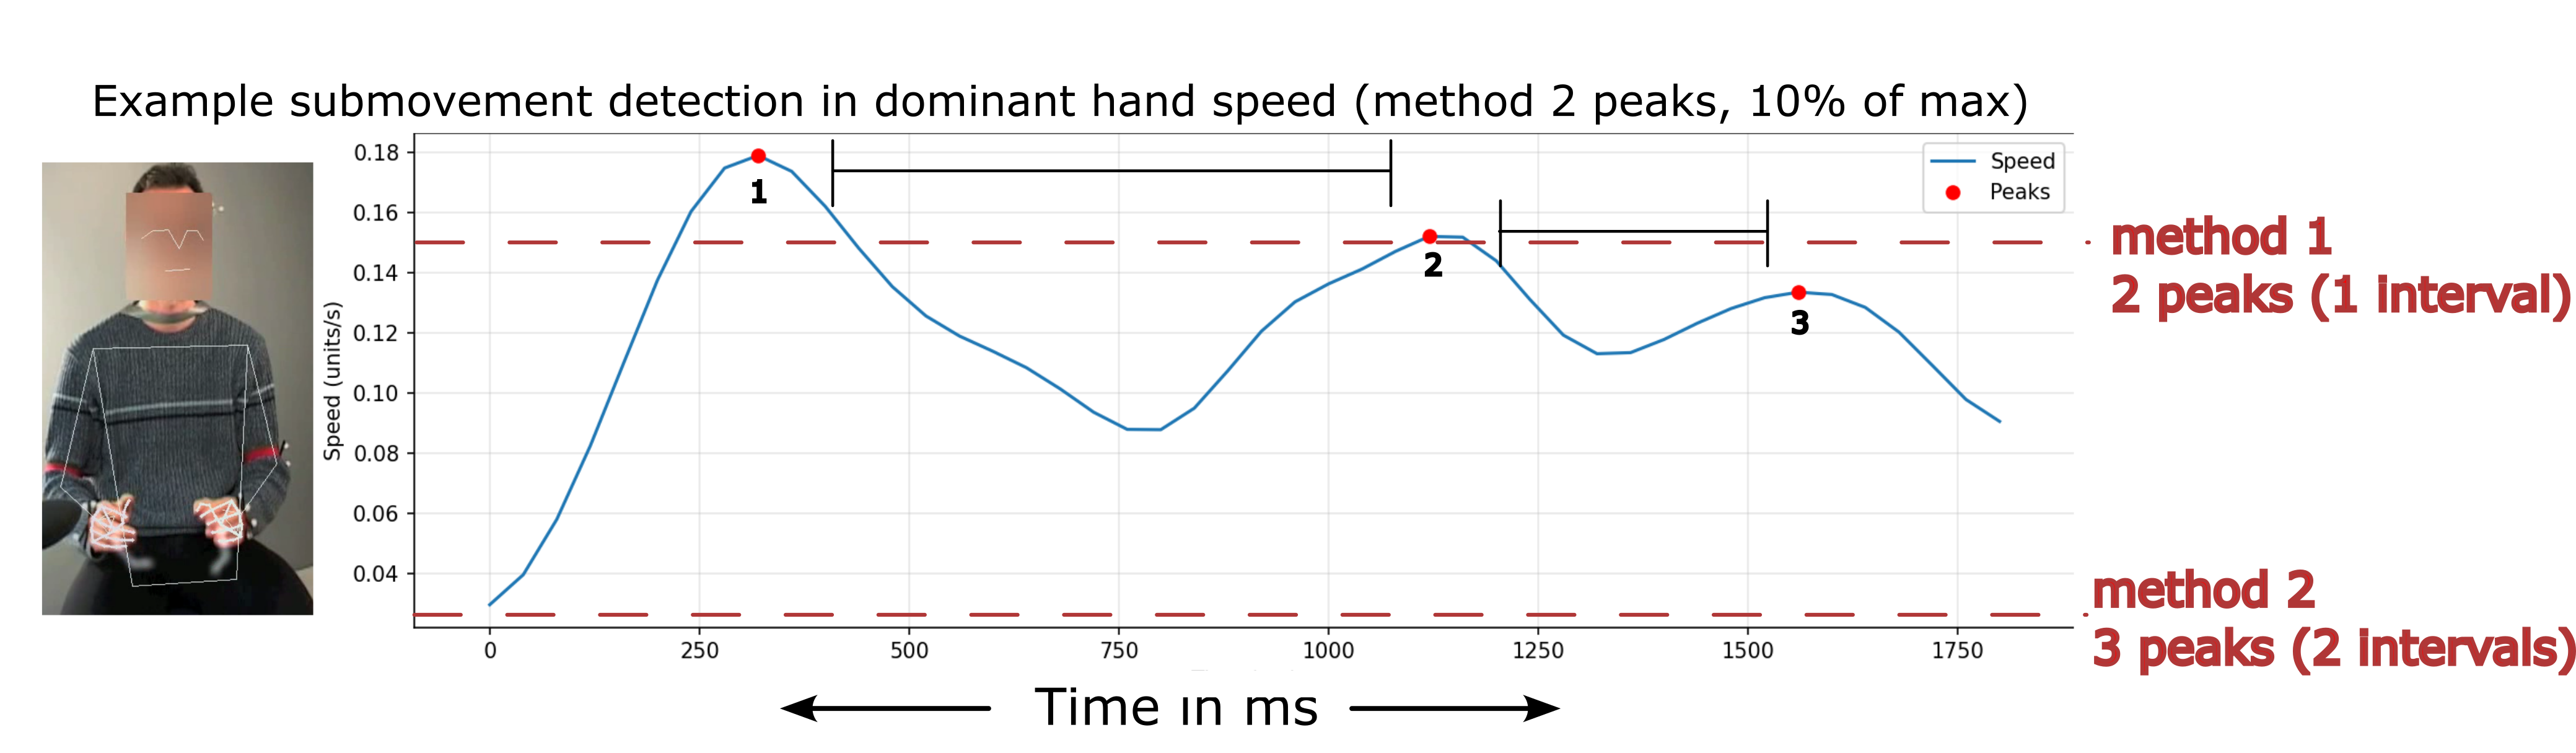 Example submovement detection in dominant hand speed (method 2 peaks, 10% of max)
Speed (units/s)
0.18
0.16
0.14
0.12
0.10
0.08
0.06
0.04
1
2
3
Speed
Peaks
method 1
2 peaks (1 interval)
method 2
3 peaks (2 intervals)
0 250 500 750 1000 1250 1500 1750
Time in ms